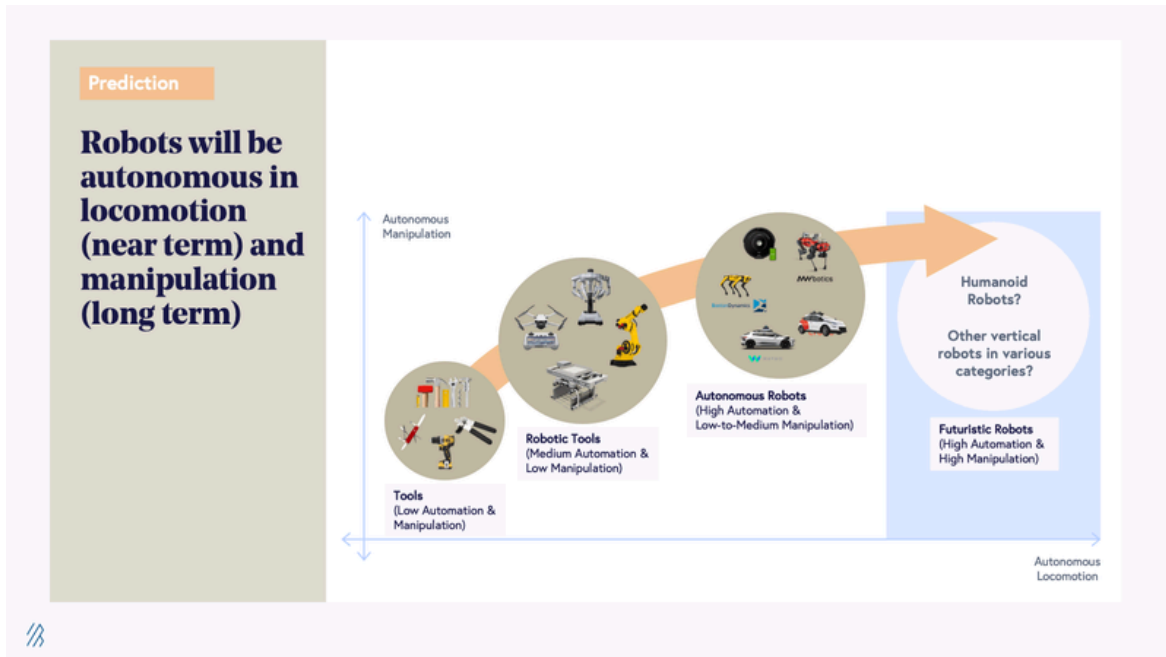 Prediction
Robots will be
autonomous in
locomotion
(near term) and
manipulation
(long term)
Autonomous
Manipulation
Tools
(Low Automation &
Manipulation)
Robotic Tools
(Medium Automation &
Low Manipulation)
BostonDynamics
Autonomous Robots
(High Automation &
Low-to-Medium Manipulation)
Humanoid
Robots?
Other vertical
robots in various
categories?
Futuristic Robots
(High Automation &
High Manipulation)
Autonomous
Locomotion